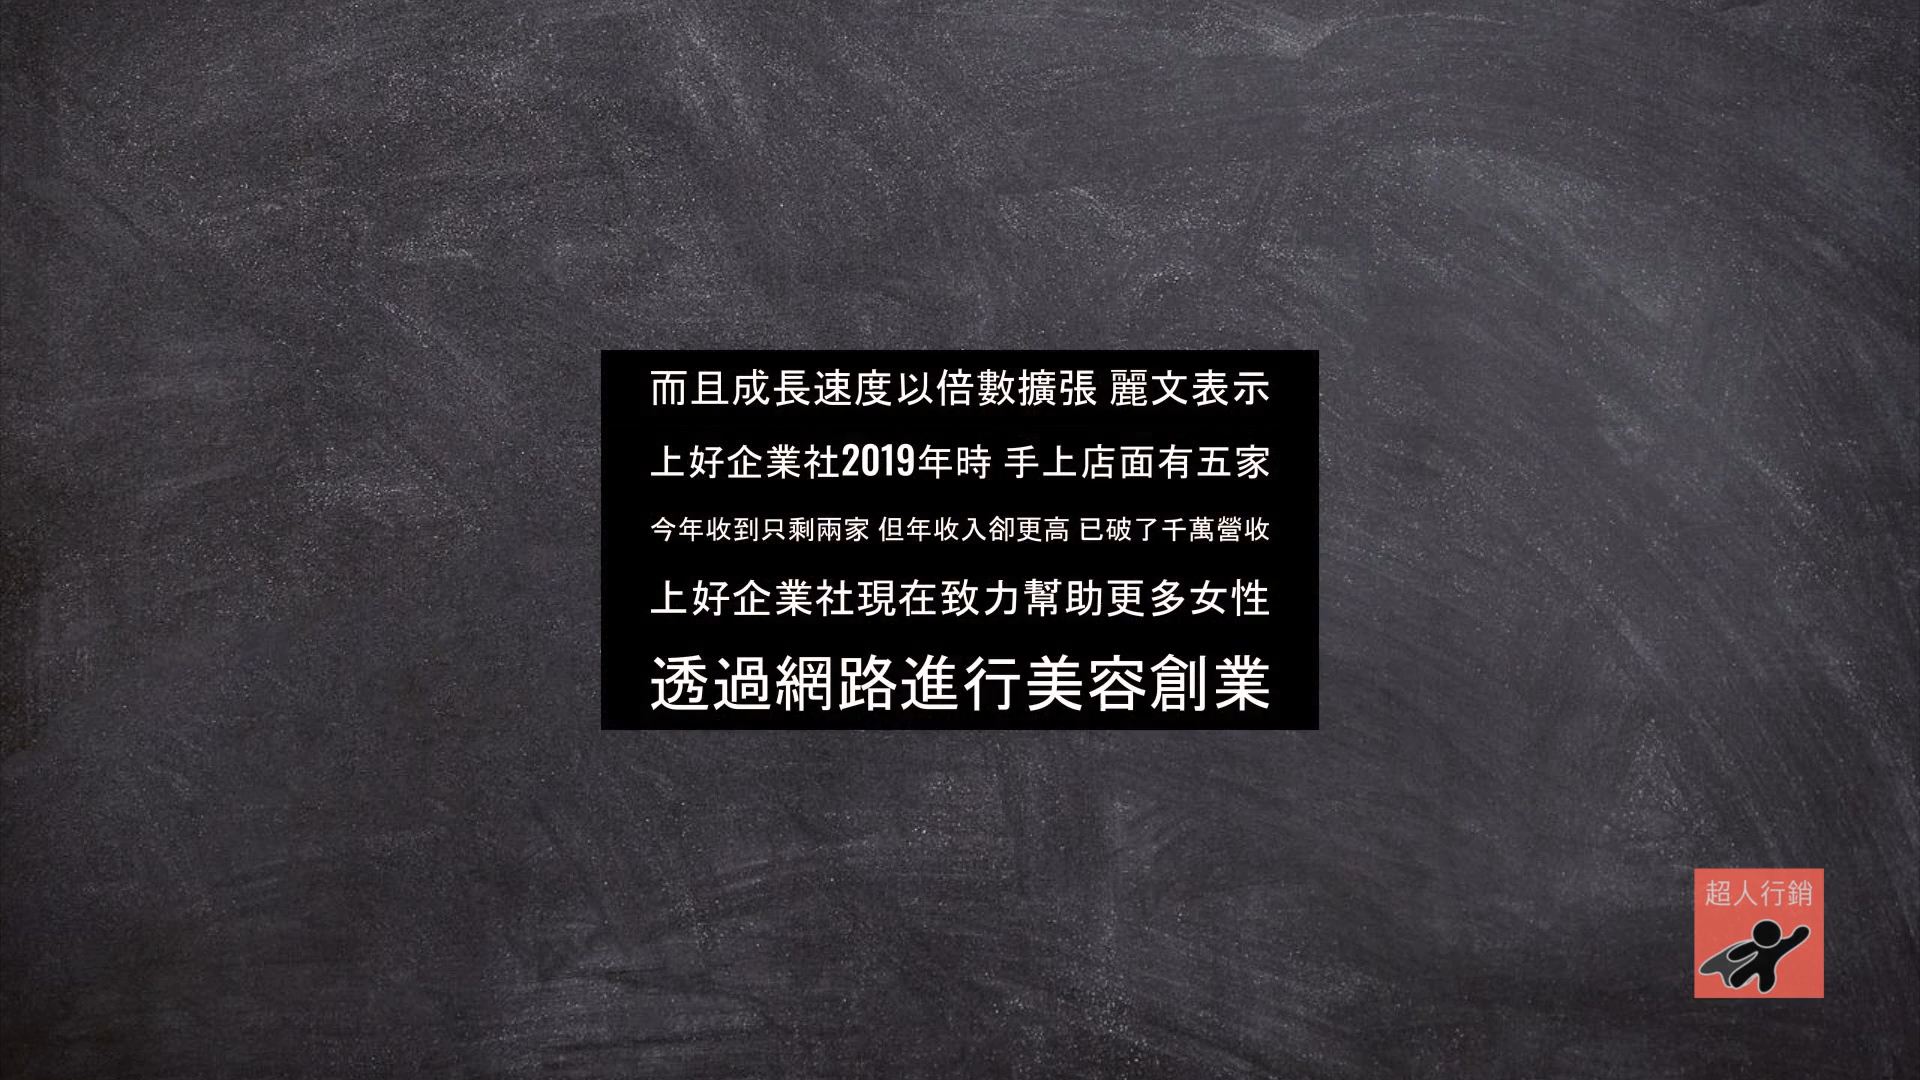 而且成長速度以倍數擴張 麗文表示
上好企業社2019年時 手上店面有五家
今年收到只剩兩家 但年收入卻更高 已破了千萬營收
上好企業社現在致力幫助更多女性
透過網路進行美容創業
超人行銷